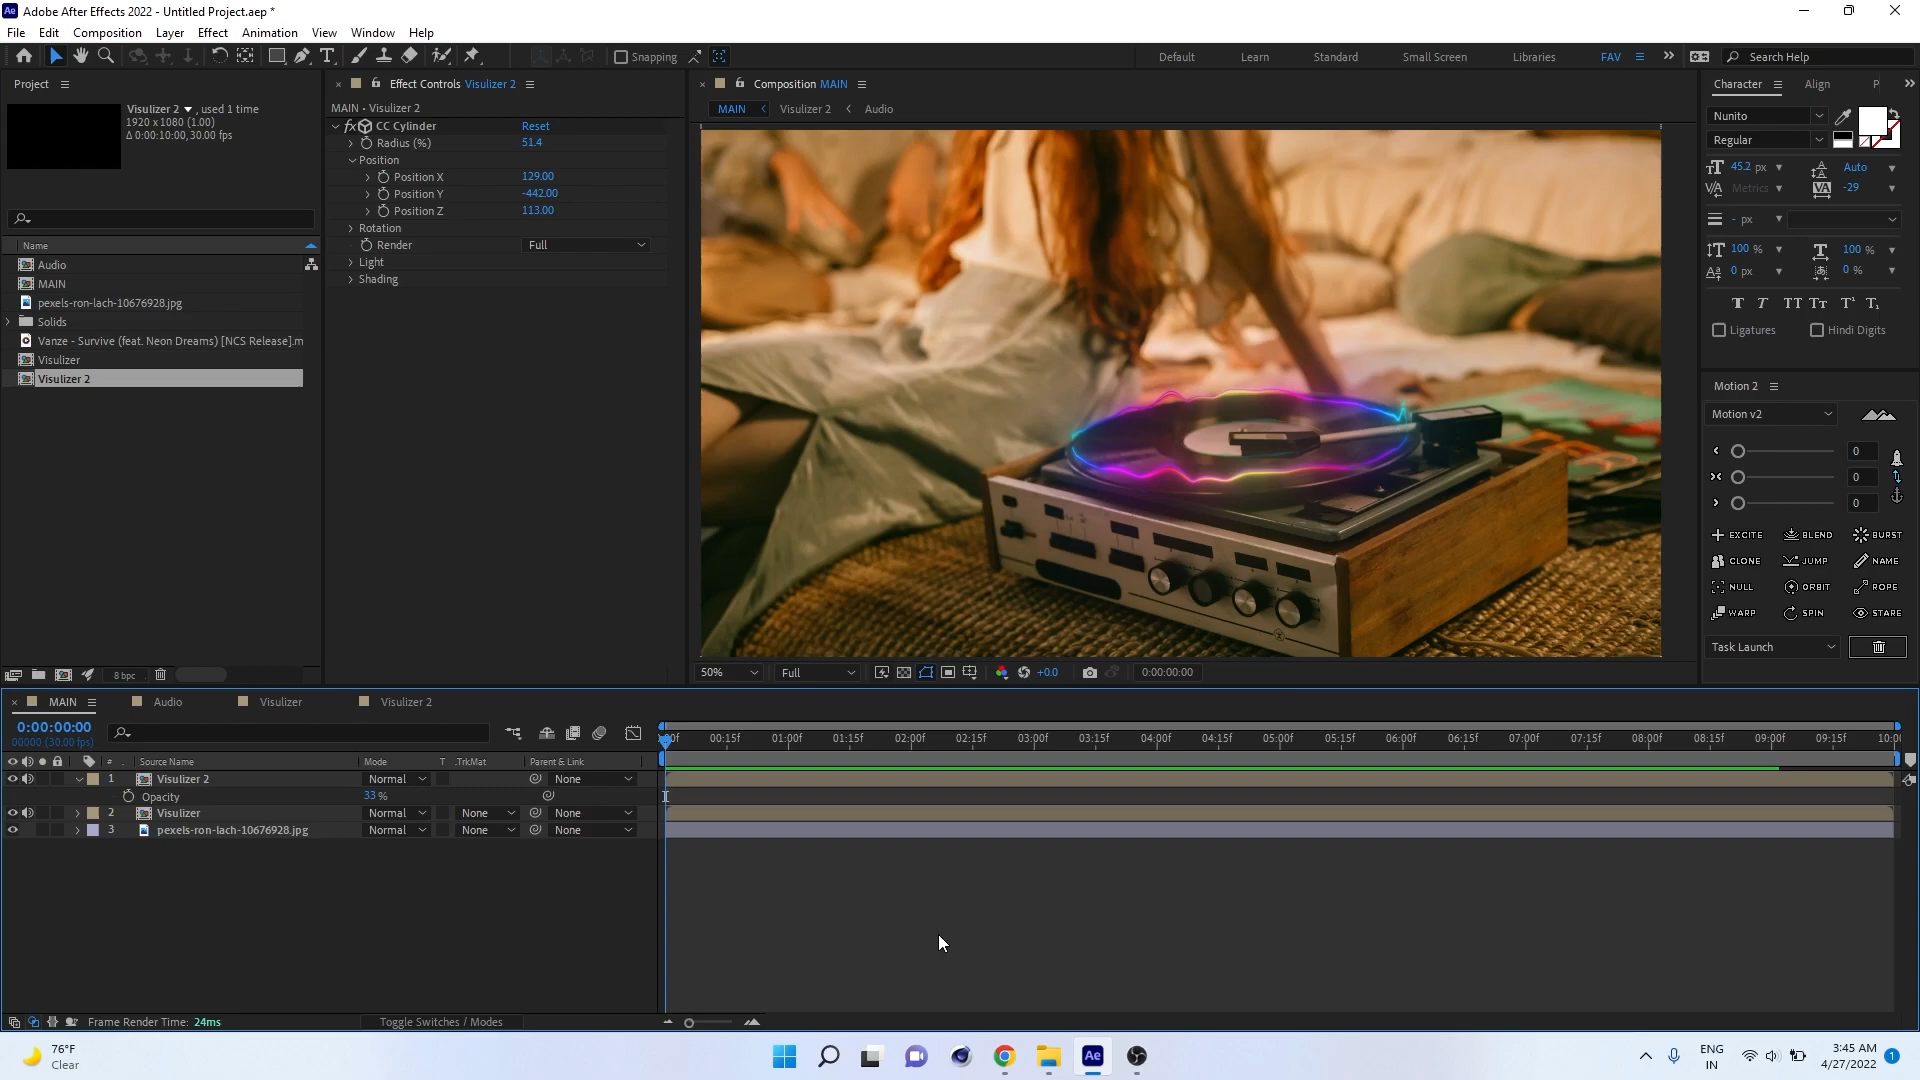 Adobe After Effects 2022 - Untitled Project.aep *
File Edit Composition Layer Effect Animation View Window Help
Snapping
Default Learn Standard Small Screen Libraries FAV Search Help
Project
Visulizer 2 , used 1 time
1920 x 1080 (1.00)
Δ 0:00:10:00, 30.00 fps
Name
Audio
MAIN
pexels-ron-lach-10676928.jpg
Solids
Vanze - Survive (feat. Neon Dreams) [NCS Release].m
Visulizer
Visulizer 2
8 bpc
Effect Controls Visulizer 2
MAIN • Visulizer 2
fx CC Cylinder Reset
Radius (%) 51.4
Position
Position X 129.00
Position Y -442.00
Position Z 113.00
Rotation
Render Full
Light
Shading
Composition MAIN
MAIN Visulizer 2 Audio
50% Full +0.0 0:00:00:00
Character Align P
Nunito
Regular
45.2 px Auto
Metrics -29
- px
100 % 100 %
0 px 0 %
T T TT Tt T¹ T₁
Ligatures Hindi Digits
Motion 2
Motion v2
0
0
0
EXCITE BLEND BURST
CLONE JUMP NAME
NULL ORBIT ROPE
WARP SPIN STARE
Task Launch
MAIN Audio Visulizer Visulizer 2
0:00:00:00
00000 (30.00 fps)
00f 00:15f 01:00f 01:15f 02:00f 02:15f 03:00f 03:15f 04:00f 04:15f 05:00f 05:15f 06:00f 06:15f 07:00f 07:15f 08:00f 08:15f 09:00f 09:15f 10:00
# Source Name Mode T .TrkMat Parent & Link
1 Visulizer 2 Normal None
Opacity 33 %
2 Visulizer Normal None None
3 pexels-ron-lach-10676928.jpg Normal None None
Frame Render Time: 24ms Toggle Switches / Modes
76°F
Clear
Ae
ENG
IN
3:45 AM
4/27/2022
1